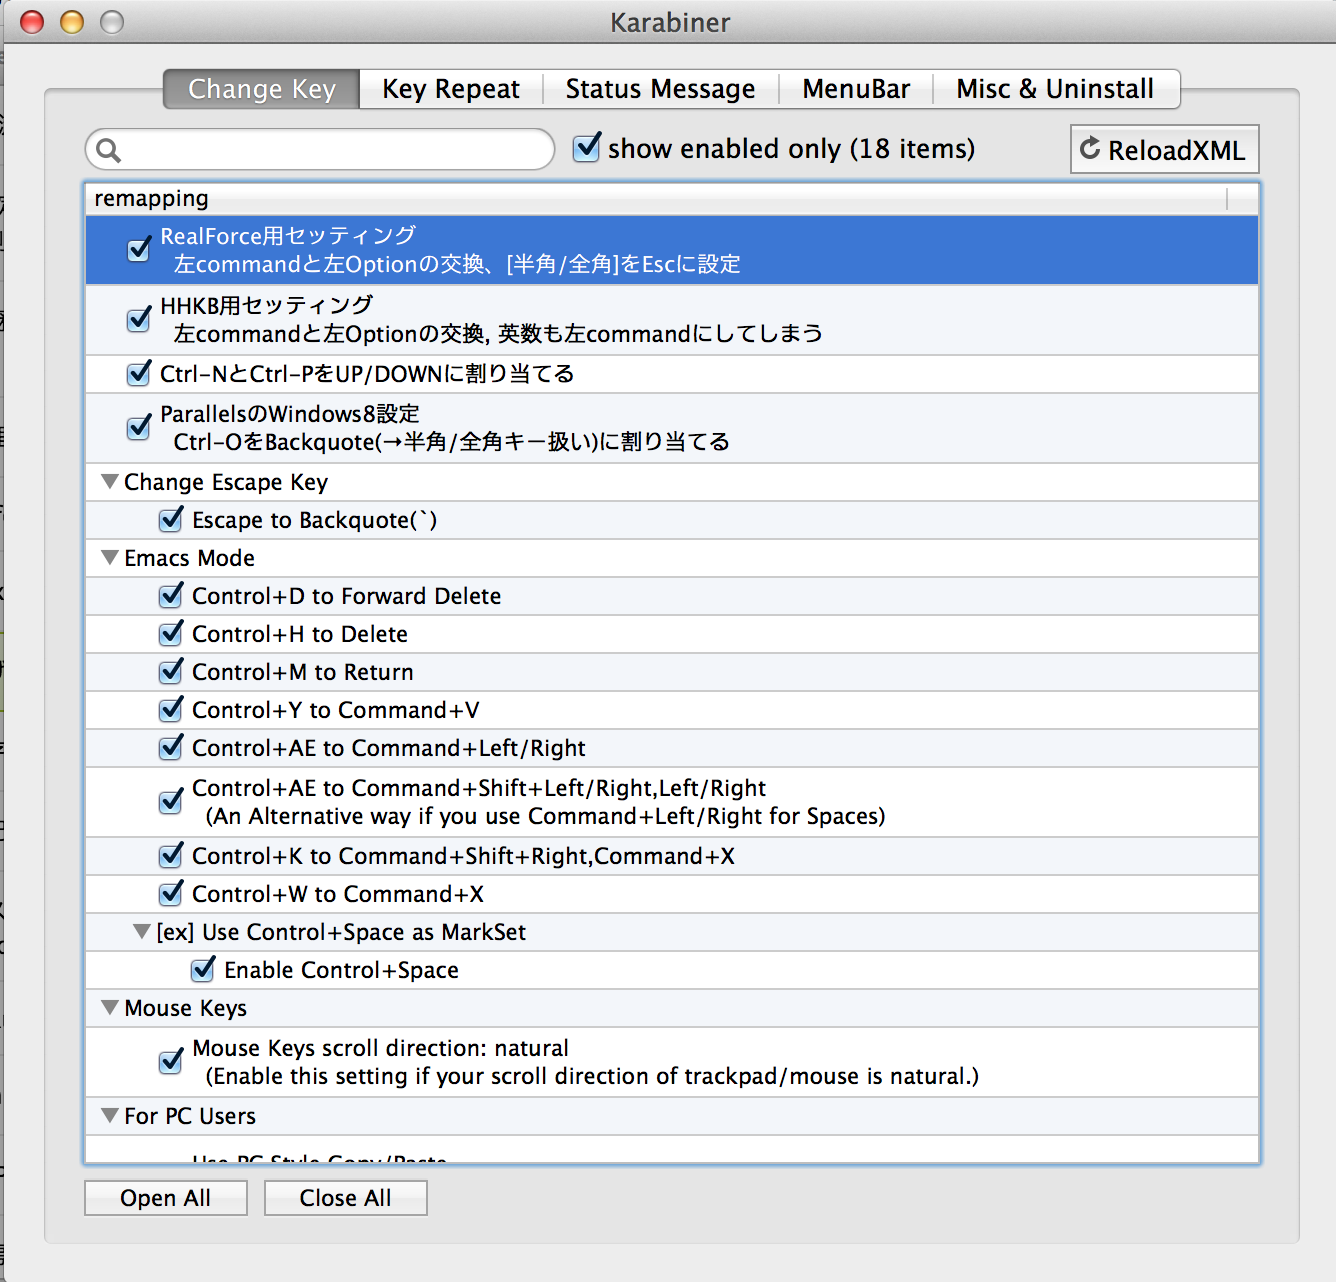 Karabiner
Change Key
Key Repeat
Status Message
MenuBar
Misc & Uninstall
show enabled only (18 items)
ReloadXML
remapping
RealForce用セッティング
左commandと左Optionの交換、[半角/全角]をEscに設定
HHKB用セッティング
左commandと左Optionの交換, 英数も左commandにしてしまう
Ctrl-NとCtrl-PをUP/DOWNに割り当てる
ParallelsのWindows8設定
Ctrl-OをBackquote(→半角/全角キー扱い)に割り当てる
Change Escape Key
Escape to Backquote(`)
Emacs Mode
Control+D to Forward Delete
Control+H to Delete
Control+M to Return
Control+Y to Command+V
Control+AE to Command+Left/Right
Control+AE to Command+Shift+Left/Right,Left/Right
(An Alternative way if you use Command+Left/Right for Spaces)
Control+K to Command+Shift+Right,Command+X
Control+W to Command+X
[ex] Use Control+Space as MarkSet
Enable Control+Space
Mouse Keys
Mouse Keys scroll direction: natural
(Enable this setting if your scroll direction of trackpad/mouse is natural.)
For PC Users
Use PC Style Copy/Paste
Open All
Close All